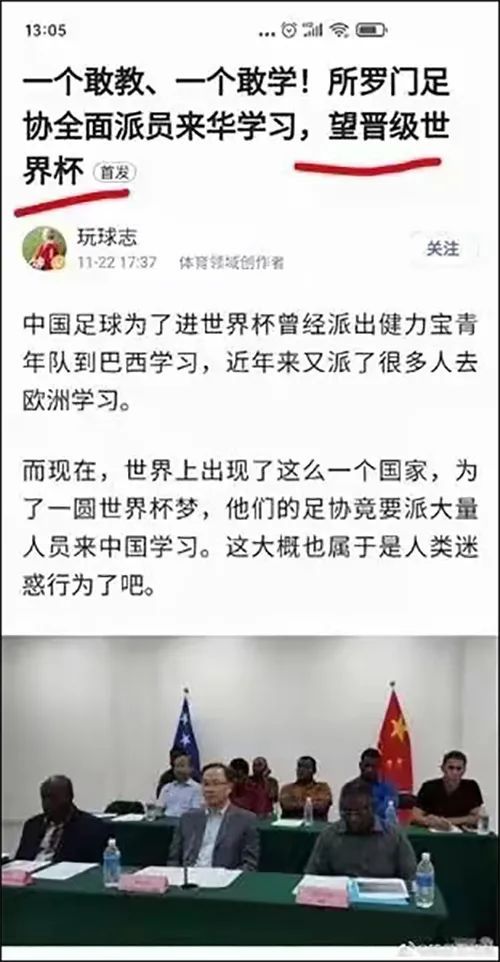 13:05
一个敢教、一个敢学！所罗门足
协全面派员来华学习，望晋级世
界杯 首发
玩球志
11-22 17:37 体育领域创作者
关注
中国足球为了进世界杯曾经派出健力宝青
年队到巴西学习，近年来又派了很多人去
欧洲学习。
而现在，世界上出现了这么一个国家，为
了一圆世界杯梦，他们的足协竟要派大量
人员来中国学习。这大概也属于是人类迷
惑行为了吧。